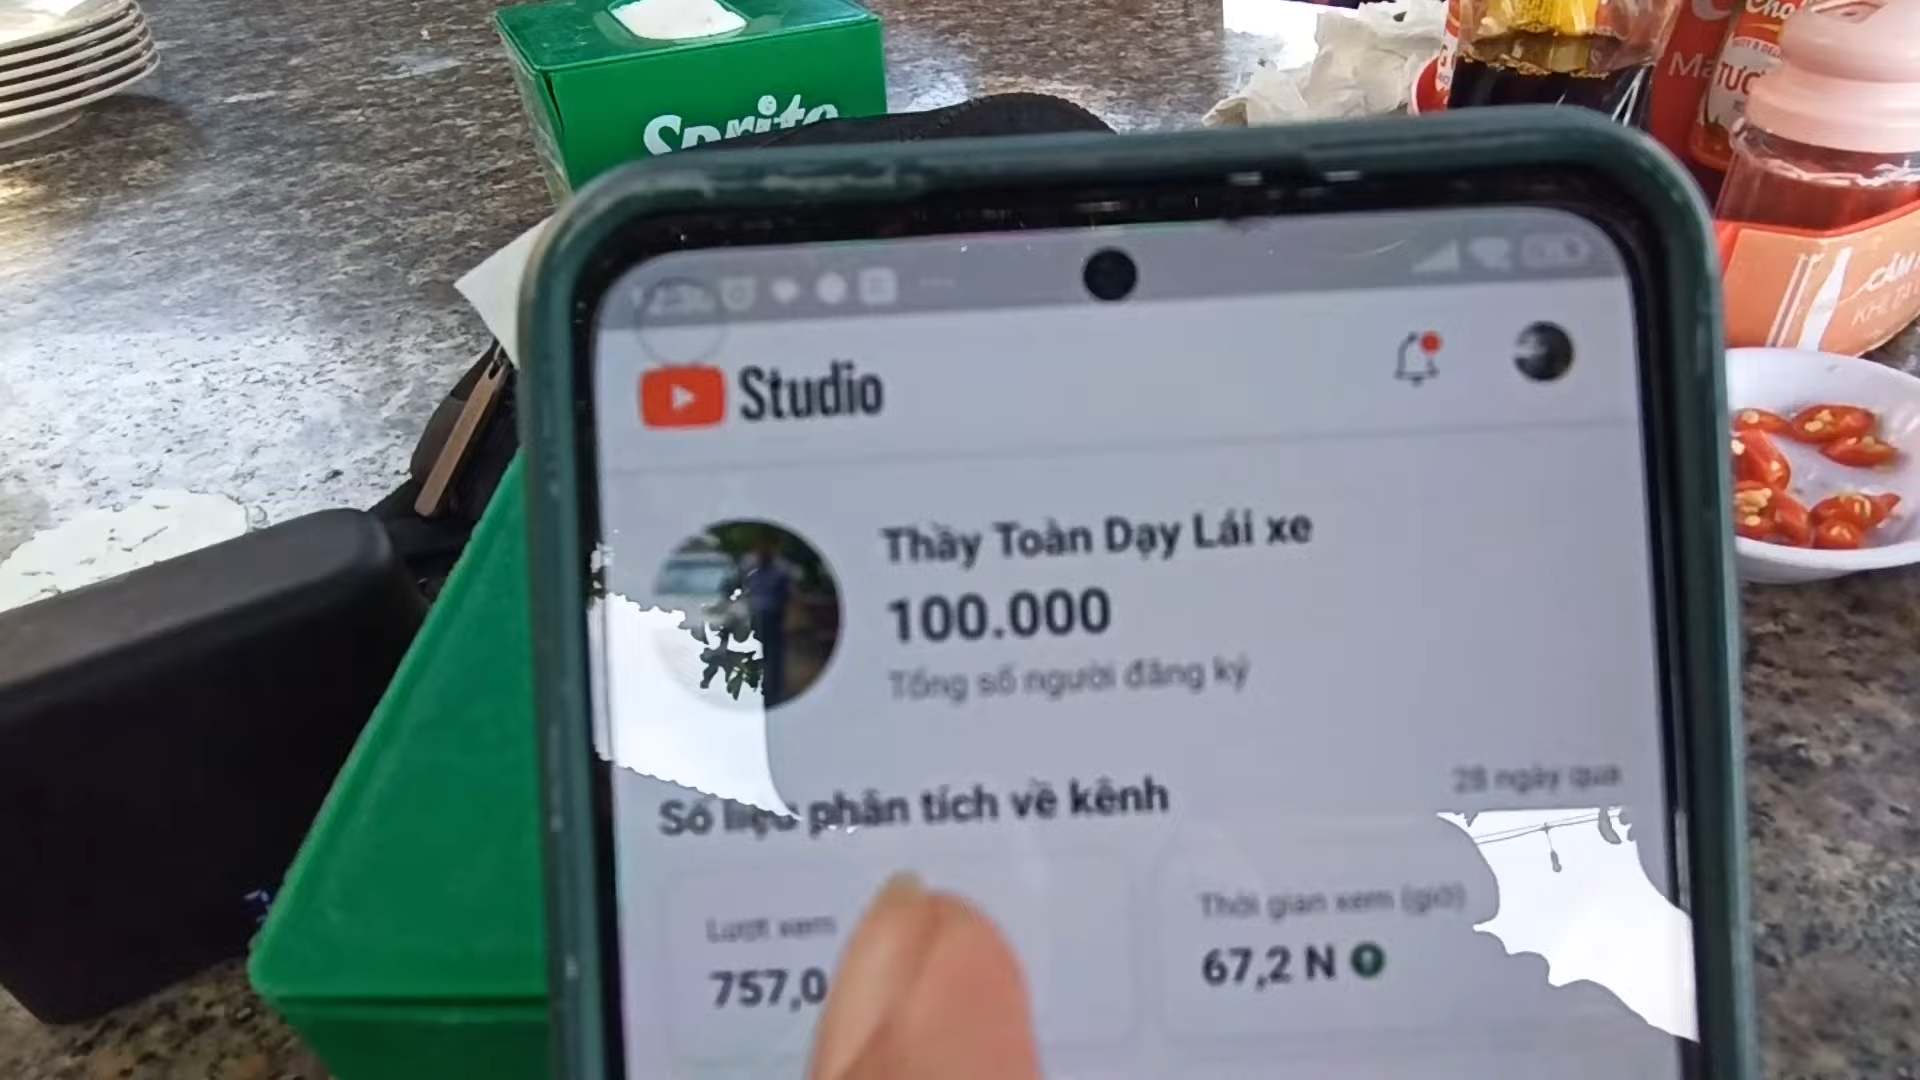 Sprite
Studio
Thầy Toàn Dạy Lái xe
100.000
Tổng số người đăng ký
Số liệu phân tích về kênh
28 ngày qua
Lượt xem
757,0
Thời gian xem (giờ)
67,2 N